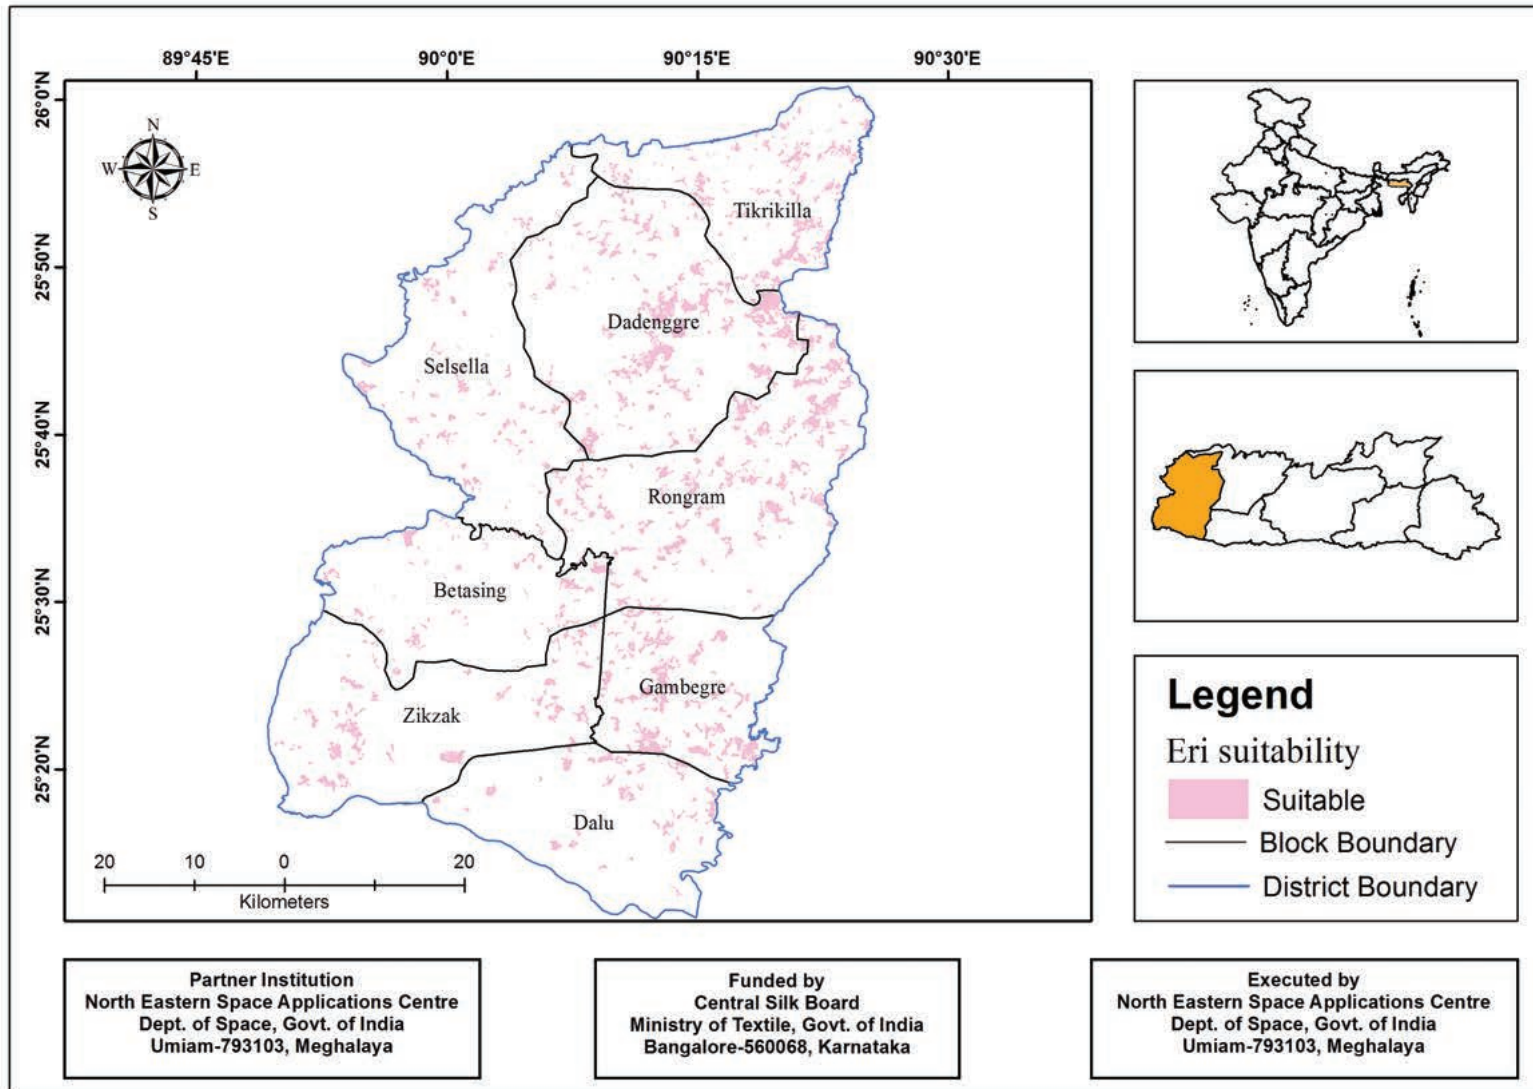 89°45'E
90°0'E
90°15'E
90°30'E
26°0'N
25°50'N
25°40'N
25°30'N
25°20'N
N
W
E
S
Tikrikilla
Dadenggre
Selsella
Rongram
Betasing
Gambegre
Zikzak
Dalu
20 10 0 20
Kilometers
Legend
Eri suitability
Suitable
Block Boundary
District Boundary
Partner Institution
North Eastern Space Applications Centre
Dept. of Space, Govt. of India
Umiam-793103, Meghalaya
Funded by
Central Silk Board
Ministry of Textile, Govt. of India
Bangalore-560068, Karnataka
Executed by
North Eastern Space Applications Centre
Dept. of Space, Govt. of India
Umiam-793103, Meghalaya